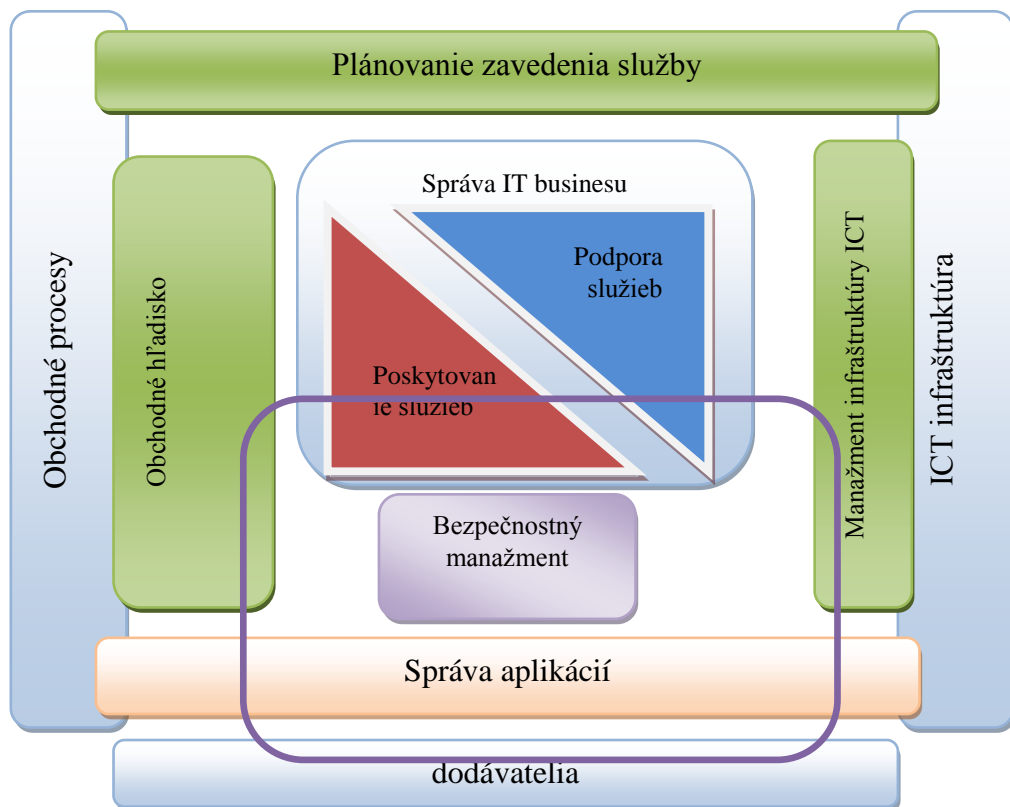 Plánovanie zavedenia služby
Obchodné procesy
Obchodné hľadisko
Správa IT businesu
Podpora
služieb
Poskytovan
ie služieb
Manažment infraštruktúry ICT
ICT infraštruktúra
Bezpečnostný
manažment
Správa aplikácií
dodávatelia